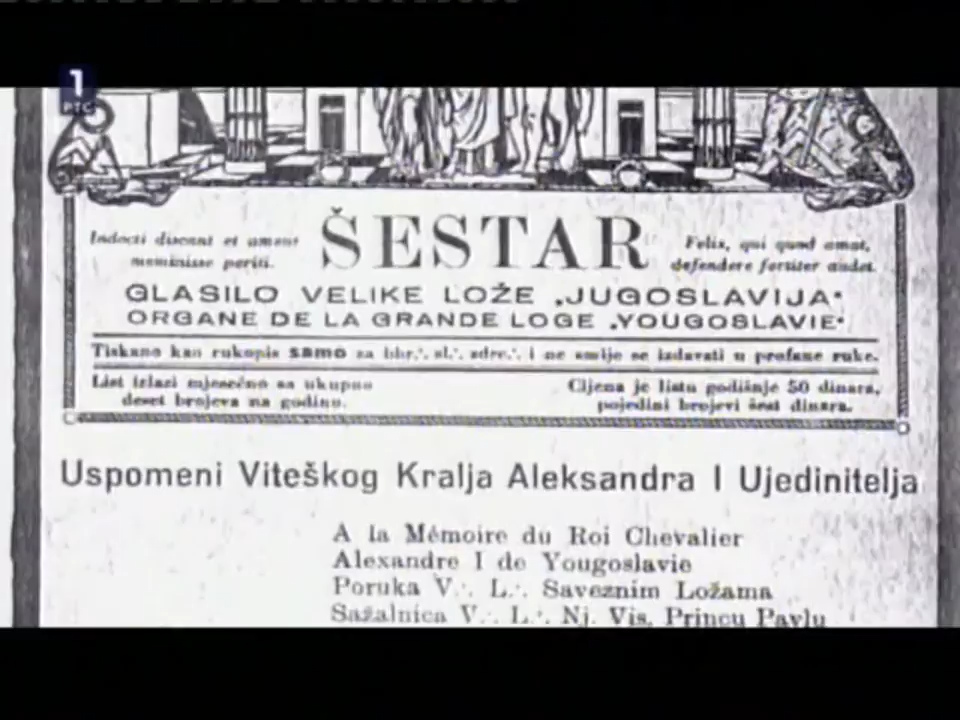 1
РТС
Indocti discant et ament
meminisse periti.
ŠESTAR
Felix, qui quod amat,
defendere fortiter audet.
GLASILO VELIKE LOŽE „JUGOSLAVIJA“
ORGANE DE LA GRANDE LOGE „YOUGOSLAVIE“
Tiskano kao rukopis samo za bbr.·. sl.·. zdr.·. i ne smije se izdavati u profane ruke.
List izlazi mjesečno sa ukupno
deset brojeva na godinu.
Cijena je listu godišnje 50 dinara,
pojedini brojevi šest dinara.
Uspomeni Viteškog Kralja Aleksandra I Ujedinitelja
A la Mémoire du Roi Chevalier
Alexandre I de Yougoslavie
Poruka V.·. L.·. Saveznim Ložama
Sažalnica V.·. L.·. Nj. Vis. Princu Pavlu